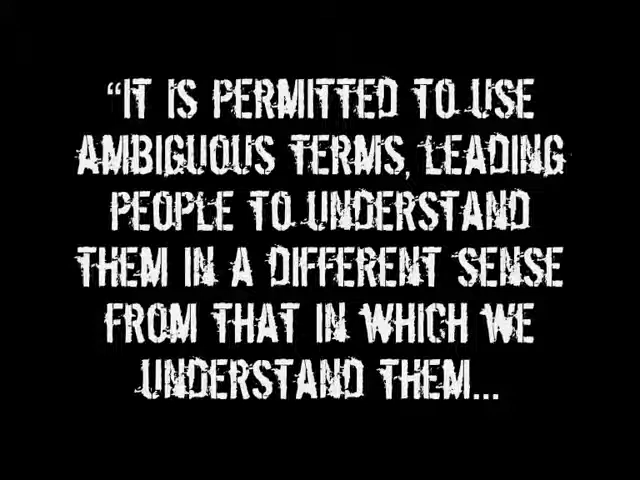 “IT IS PERMITTED TO USE
AMBIGUOUS TERMS, LEADING
PEOPLE TO UNDERSTAND
THEM IN A DIFFERENT SENSE
FROM THAT IN WHICH WE
UNDERSTAND THEM...